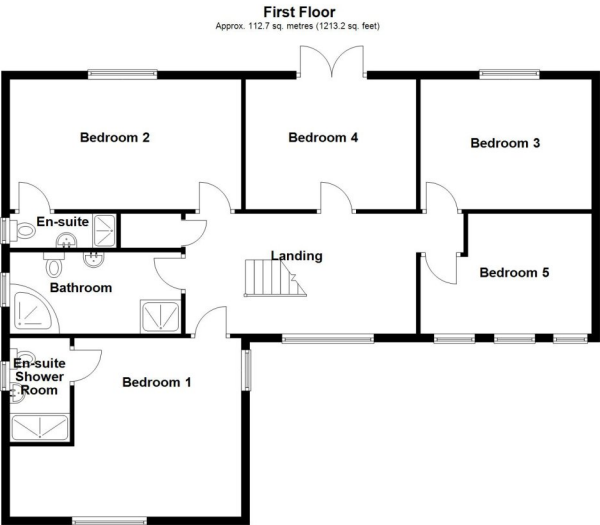 First Floor
Approx. 112.7 sq. metres (1213.2 sq. feet)
Bedroom 2
Bedroom 4
Bedroom 3
En-suite
Landing
Bedroom 5
Bathroom
En-suite
Shower
Room
Bedroom 1